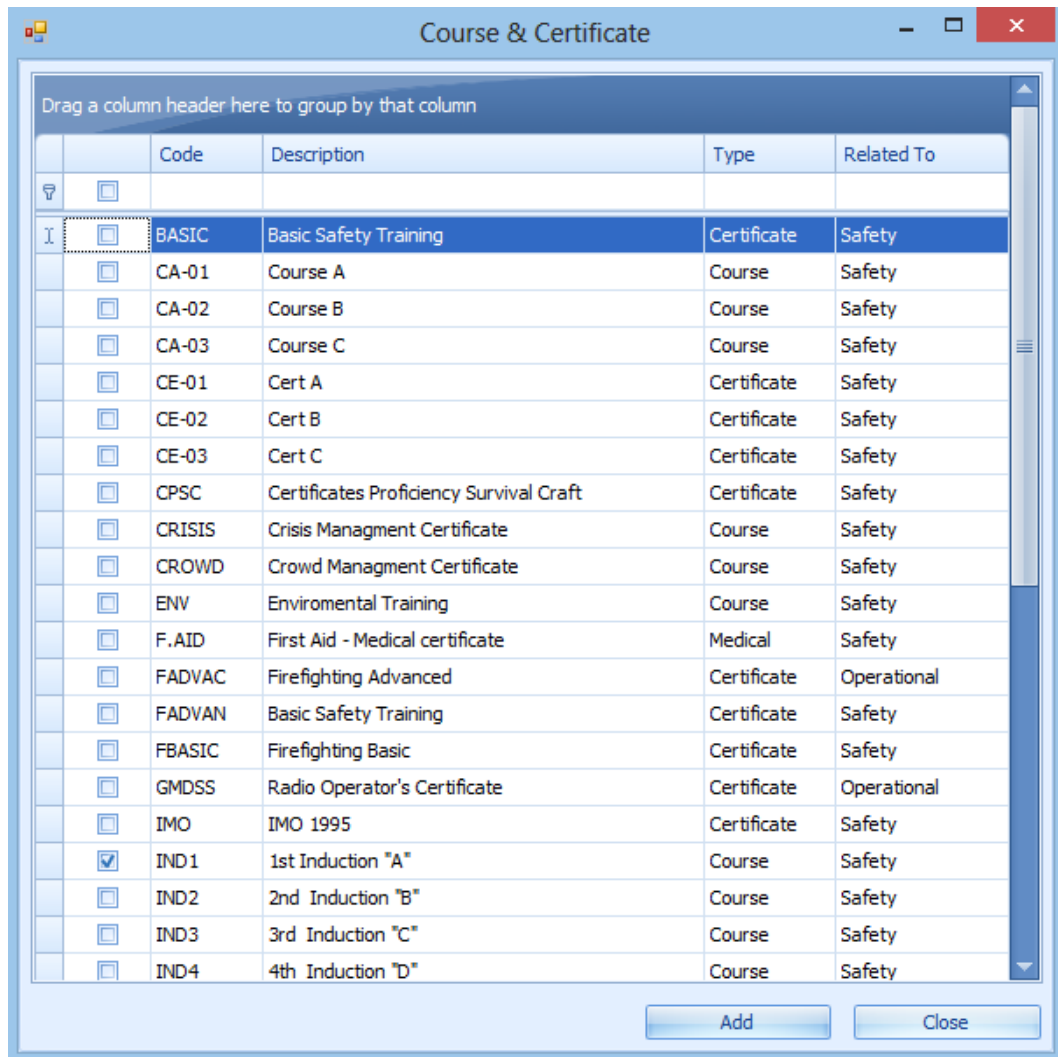 Course & Certificate
Drag a column header here to group by that column
Code Description Type Related To
BASIC Basic Safety Training Certificate Safety
CA-01 Course A Course Safety
CA-02 Course B Course Safety
CA-03 Course C Course Safety
CE-01 Cert A Certificate Safety
CE-02 Cert B Certificate Safety
CE-03 Cert C Certificate Safety
CPSC Certificates Proficiency Survival Craft Certificate Safety
CRISIS Crisis Managment Certificate Course Safety
CROWD Crowd Managment Certificate Course Safety
ENV Enviromental Training Course Safety
F.AID First Aid - Medical certificate Medical Safety
FADVAC Firefighting Advanced Certificate Operational
FADVAN Basic Safety Training Certificate Safety
FBASIC Firefighting Basic Certificate Safety
GMDSS Radio Operator's Certificate Certificate Operational
IMO IMO 1995 Certificate Safety
IND1 1st Induction "A" Course Safety
IND2 2nd Induction "B" Course Safety
IND3 3rd Induction "C" Course Safety
IND4 4th Induction "D" Course Safety
Add Close